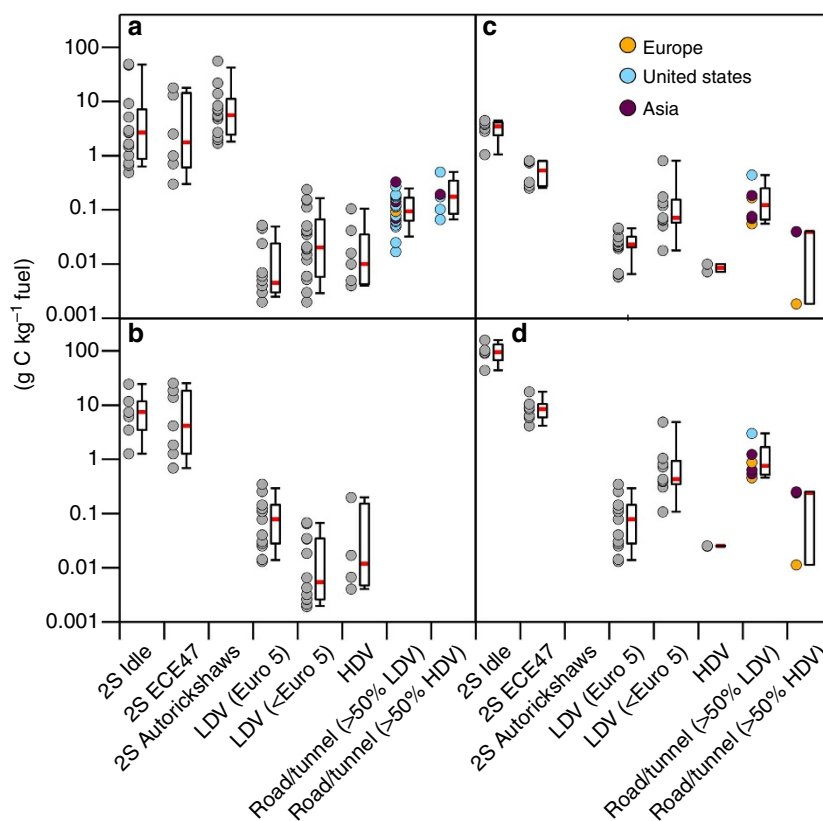 a
c
100
10
1
0.1
0.01
0.001
Europe
United states
Asia
(g C kg⁻¹ fuel)
b
d
100
10
1
0.1
0.01
0.001
2S Idle
2S ECE47
2S Autorickshaws
LDV (Euro 5)
LDV (<Euro 5)
HDV
Road/tunnel (>50% LDV)
Road/tunnel (>50% HDV)
2S Idle
2S ECE47
2S Autorickshaws
LDV (Euro 5)
LDV (<Euro 5)
HDV
Road/tunnel (>50% LDV)
Road/tunnel (>50% HDV)